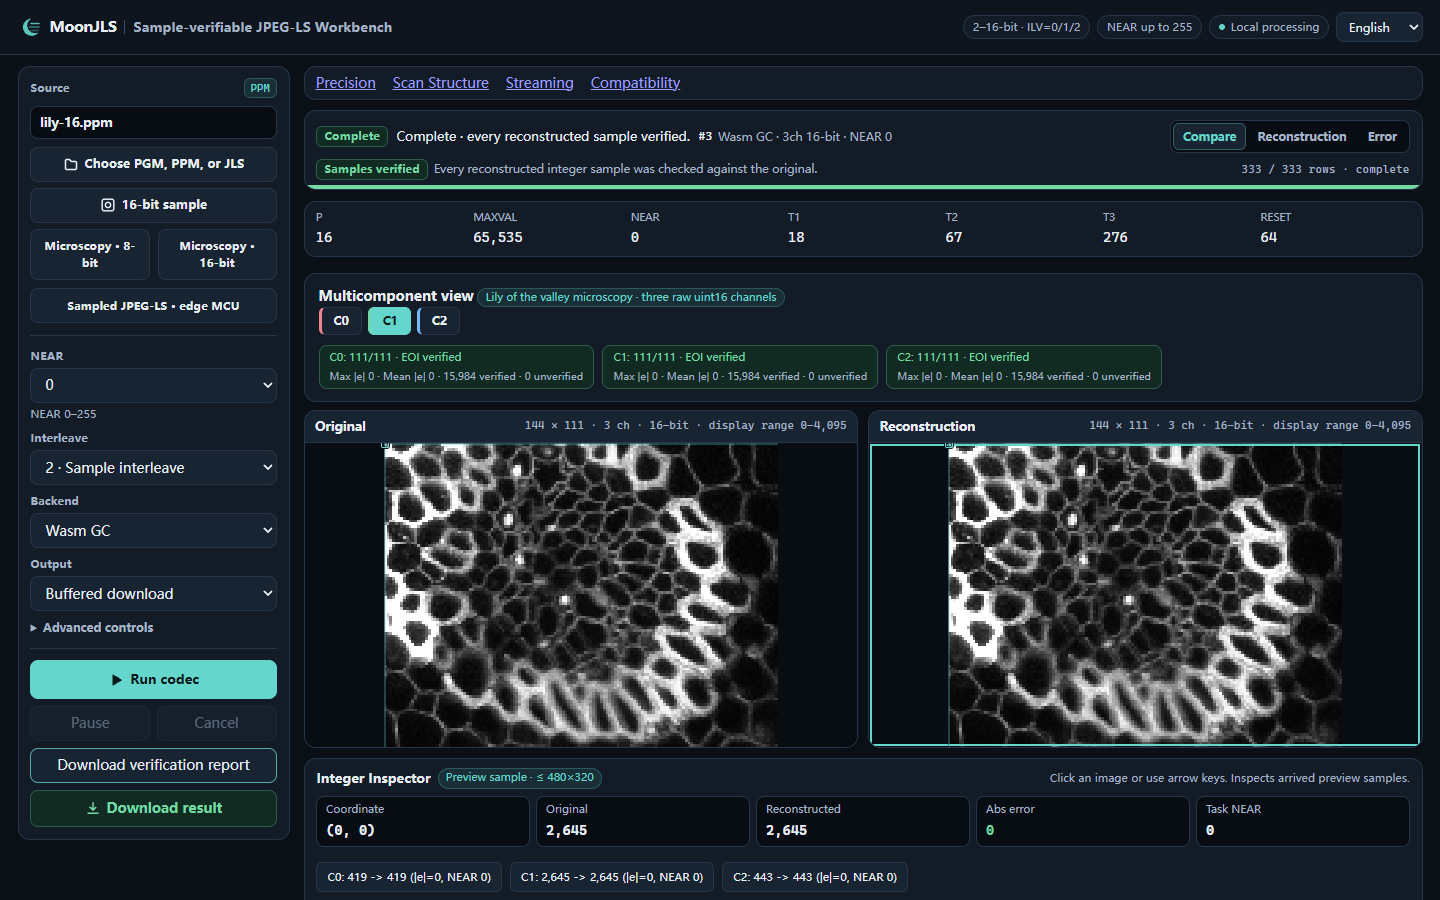 MoonJLS
Sample-verifiable JPEG-LS Workbench
2–16-bit · ILV=0/1/2
NEAR up to 255
Local processing
English
Source
PPM
lily-16.ppm
Choose PGM, PPM, or JLS
16-bit sample
Microscopy • 8-
bit
Microscopy •
16-bit
Sampled JPEG-LS • edge MCU
NEAR
0
NEAR 0–255
Interleave
2 · Sample interleave
Backend
Wasm GC
Output
Buffered download
Advanced controls
Run codec
Pause
Cancel
Download verification report
Download result
Precision
Scan Structure
Streaming
Compatibility
Complete
Complete · every reconstructed sample verified. #3 Wasm GC · 3ch 16-bit · NEAR 0
Compare
Reconstruction
Error
Samples verified
Every reconstructed integer sample was checked against the original.
333 / 333 rows · complete
P
16
MAXVAL
65,535
NEAR
0
T1
18
T2
67
T3
276
RESET
64
Multicomponent view
Lily of the valley microscopy · three raw uint16 channels
C0
C1
C2
C0: 111/111 · EOI verified
Max |e| 0 · Mean |e| 0 · 15,984 verified · 0 unverified
C1: 111/111 · EOI verified
Max |e| 0 · Mean |e| 0 · 15,984 verified · 0 unverified
C2: 111/111 · EOI verified
Max |e| 0 · Mean |e| 0 · 15,984 verified · 0 unverified
Original
144 × 111 · 3 ch · 16-bit · display range 0–4,095
Reconstruction
144 × 111 · 3 ch · 16-bit · display range 0–4,095
Integer Inspector
Preview sample · ≤ 480×320
Click an image or use arrow keys. Inspects arrived preview samples.
Coordinate
(0, 0)
Original
2,645
Reconstructed
2,645
Abs error
0
Task NEAR
0
C0: 419 -> 419 (|e|=0, NEAR 0)
C1: 2,645 -> 2,645 (|e|=0, NEAR 0)
C2: 443 -> 443 (|e|=0, NEAR 0)